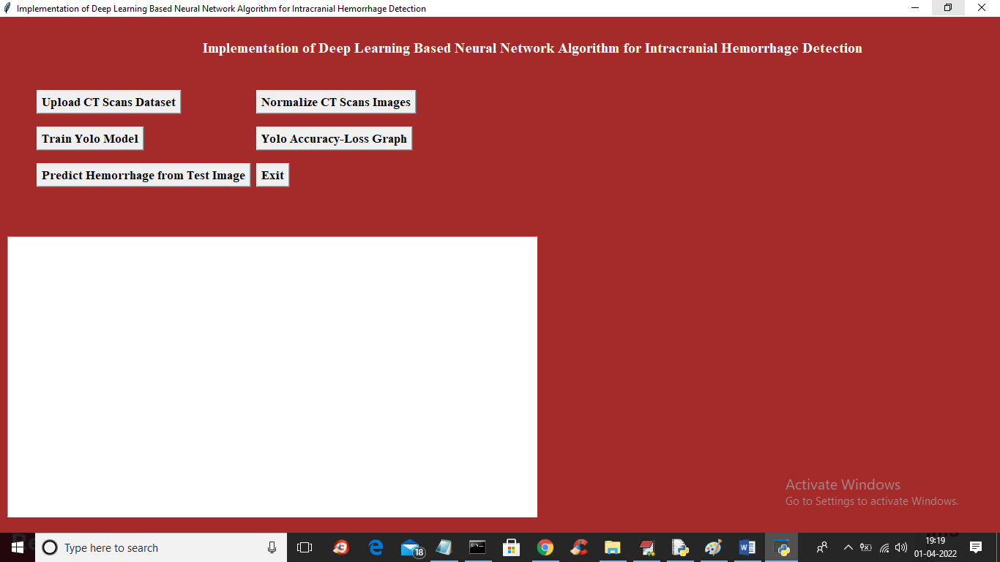 Implementation of Deep Learning Based Neural Network Algorithm for Intracranial Hemorrhage Detection
Implementation of Deep Learning Based Neural Network Algorithm for Intracranial Hemorrhage Detection
Upload CT Scans Dataset
Normalize CT Scans Images
Train Yolo Model
Yolo Accuracy-Loss Graph
Predict Hemorrhage from Test Image
Exit
Activate Windows
Go to Settings to activate Windows.
Type here to search
18
19:19
01-04-2022